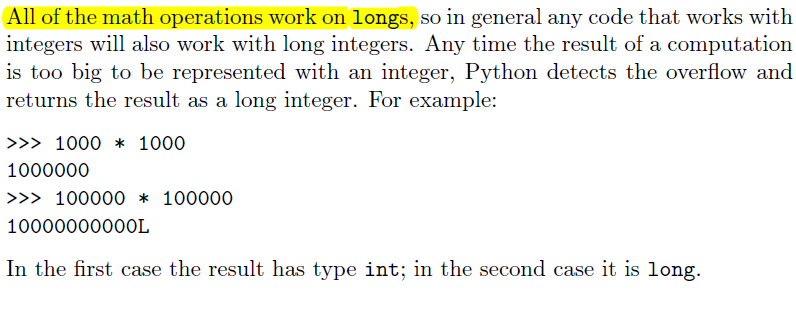 All of the math operations work on longs, so in general any code that works with
integers will also work with long integers. Any time the result of a computation
is too big to be represented with an integer, Python detects the overflow and
returns the result as a long integer. For example:
>>> 1000 * 1000
1000000
>>> 100000 * 100000
10000000000L
In the first case the result has type int; in the second case it is long.